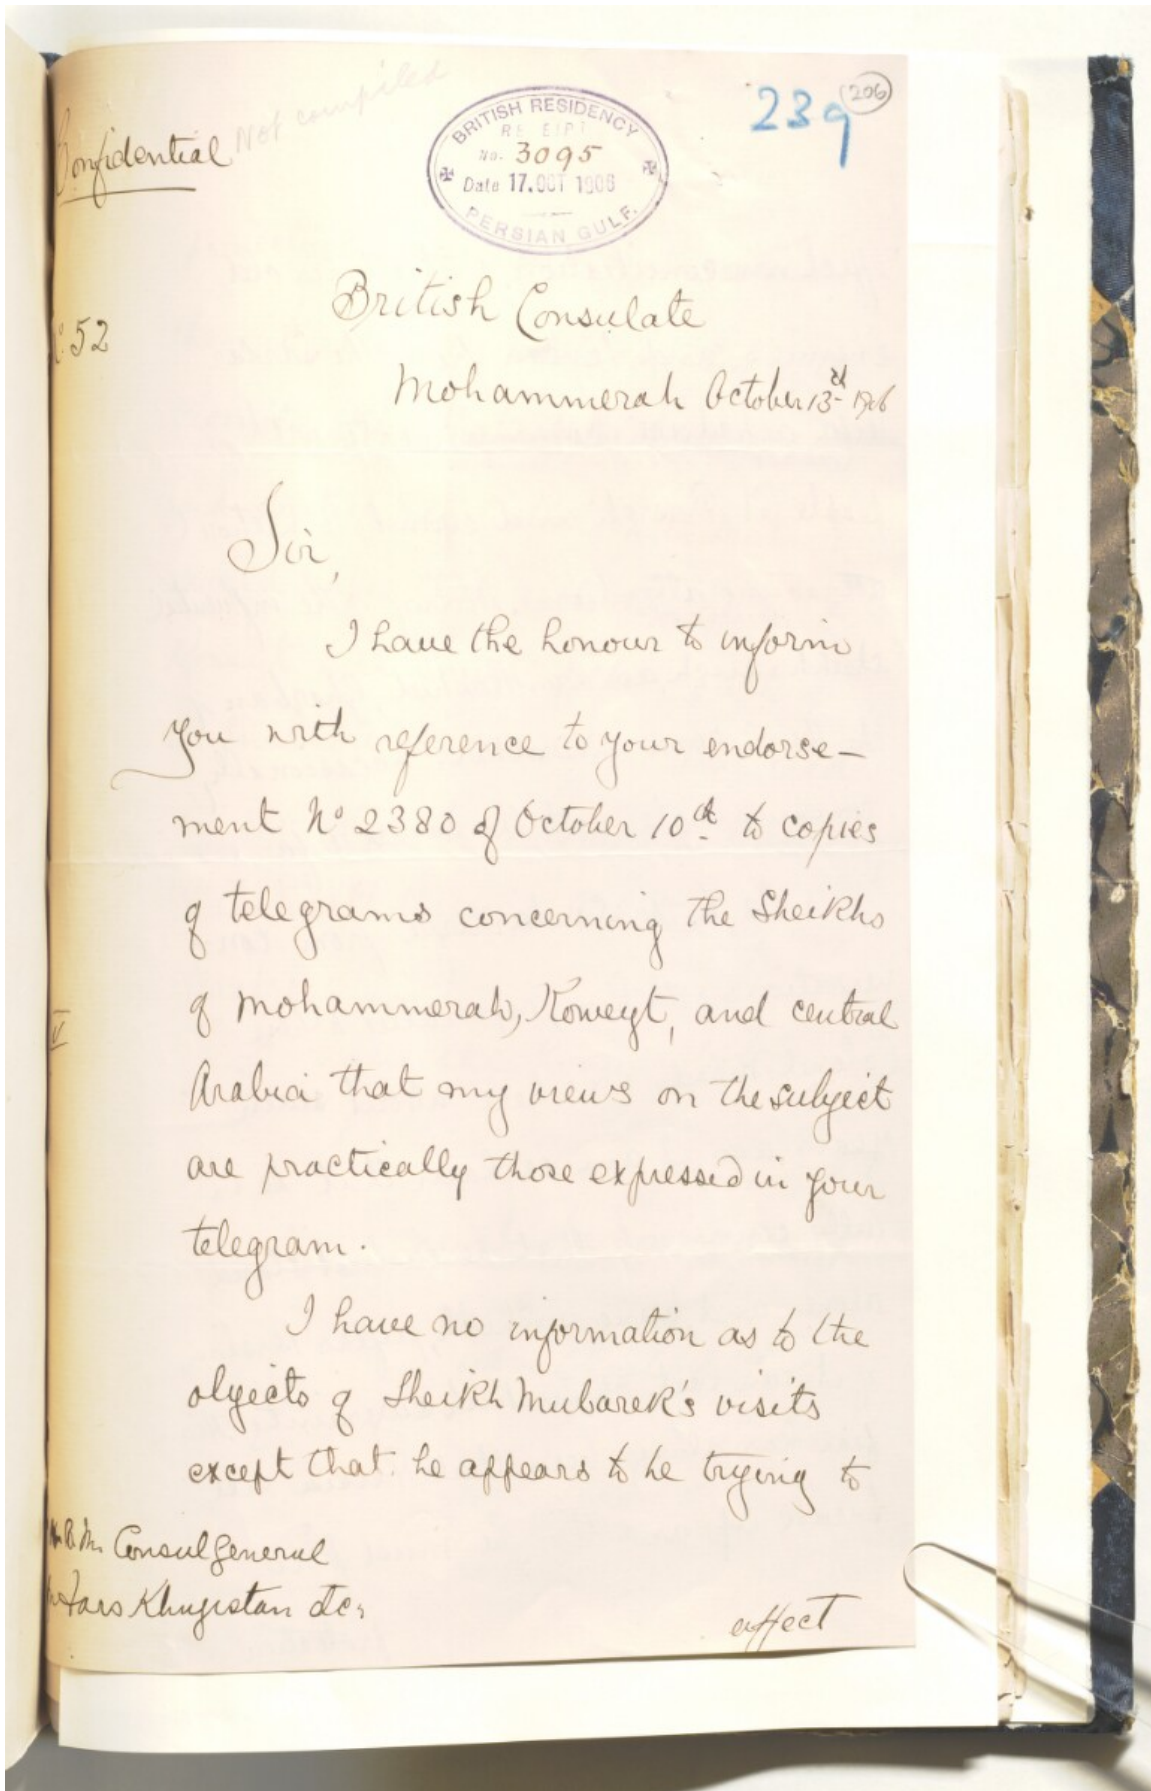 Confidential
Not compiled
BRITISH RESIDENCY
RECEIPT
No. 3095
Date 17. OCT 1906
PERSIAN GULF.
239
206
No. 52
British Consulate
Mohammerah October 13th 1906
Sir,
I have the honour to inform
you with reference to your endorse-
ment No 2380 of October 10th to copies
of telegrams concerning the Sheikhs
of Mohammerah, Koweyt, and central
Arabia that my views on the subject
are practically those expressed in your
telegram.
I have no information as to the
objects of Sheikh Mubarek's visits
except that he appears to be trying to
effect
H.B.M. Consul General
Fars Khuzistan &c,